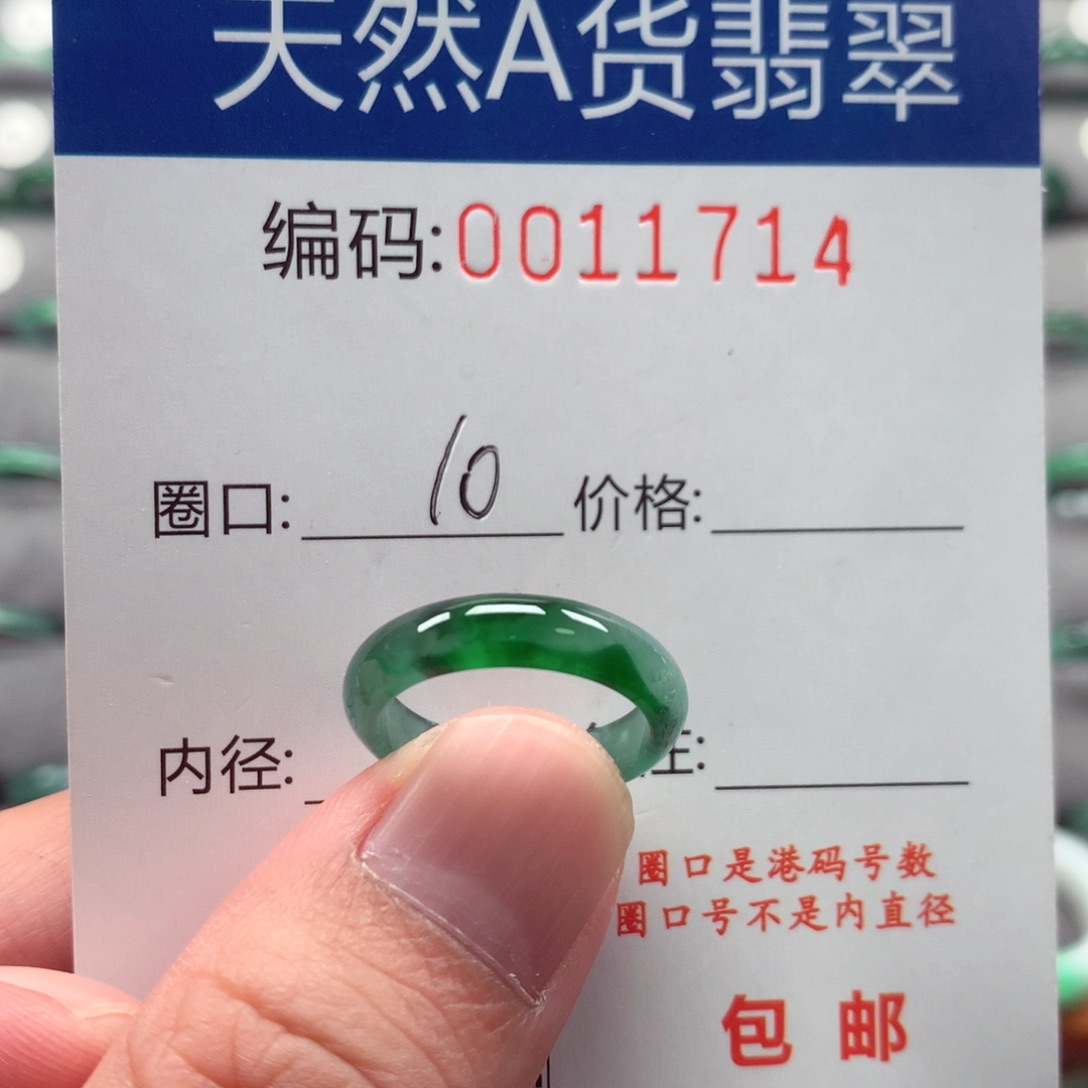 天然A货翡翠
编码:0011714
圈口: 10 价格:
内径: 注:
圈口是港码号数
圈口号不是内直径
包邮